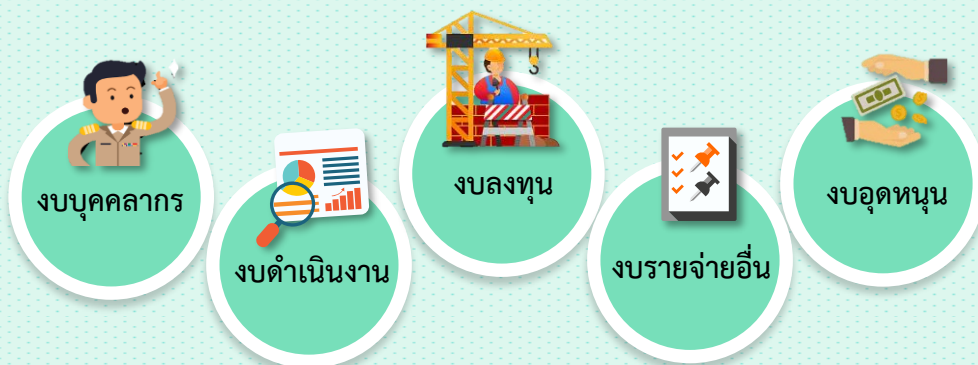 งบบุคคลากร
งบดำเนินงาน
งบลงทุน
งบรายจ่ายอื่น
งบอุดหนุน